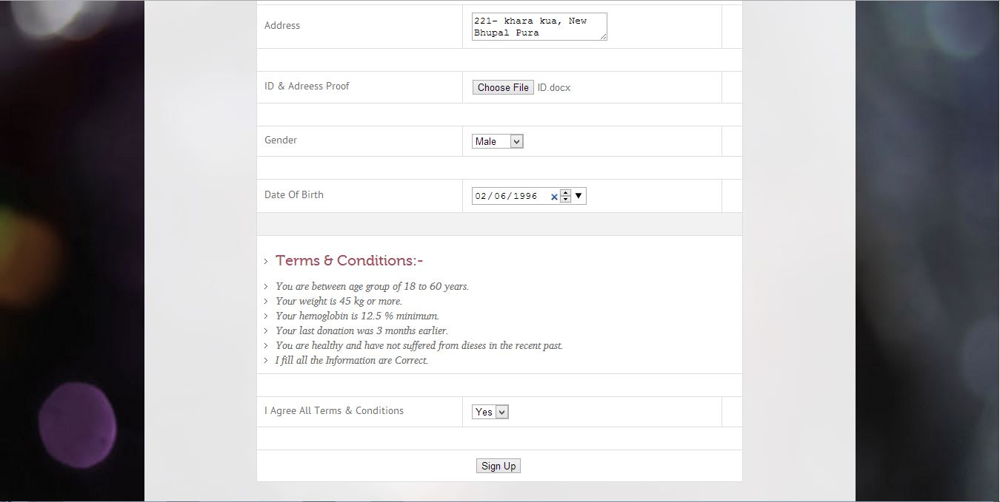 Address
221- khara kua, New
Bhupal Pura
ID & Adreess Proof
Choose File ID.docx
Gender
Male
Date Of Birth
02/06/1996
Terms & Conditions:-
You are between age group of 18 to 60 years.
Your weight is 45 kg or more.
Your hemoglobin is 12.5 % minimum.
Your last donation was 3 months earlier.
You are healthy and have not suffered from dieses in the recent past.
I fill all the Information are Correct.
I Agree All Terms & Conditions
Yes
Sign Up